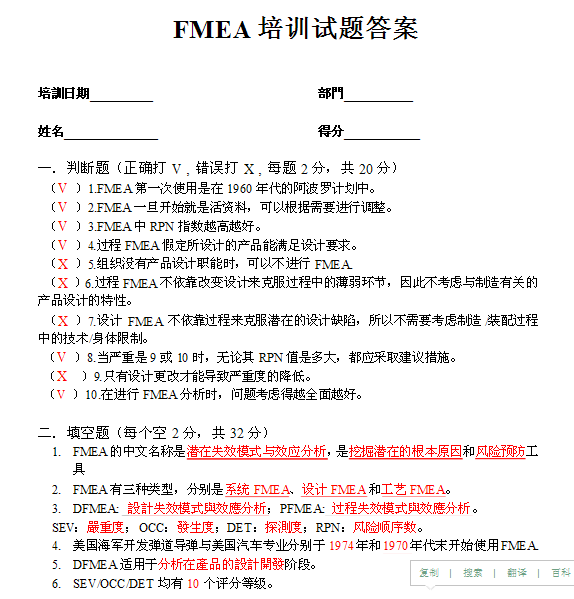 FMEA 培训试题答案
培訓日期_________ 部門__________
姓名_____________ 得分___________
一．判断题（正确打 V , 错误打 X , 每题 2 分，共 20 分）
（ V ）1.FMEA 第一次使用是在 1960 年代的阿波罗计划中。
（ V ）2.FMEA 一旦开始就是活资料，可以根据需要进行调整。
（ V ）3.FMEA 中 RPN 指数越高越好。
（ V ）4.过程 FMEA 假定所设计的产品能满足设计要求。
（ X ）5.组织没有产品设计职能时，可以不进行 FMEA.
（ X ）6.过程 FMEA 不依靠改变设计来克服过程中的薄弱环节，因此不考虑与制造有关的
产品设计的特性。
（ X ）7.设计 FMEA 不依靠过程来克服潜在的设计缺陷，所以不需要考虑制造 /装配过程
中的技术/身体限制。
（ V ）8.当严重是 9 或 10 时，无论其 RPN 值是多大，都应采取建议措施。
（ X ）9.只有设计更改才能导致严重度的降低。
（ V ）10.在进行 FMEA 分析时，问题考虑得越全面越好。
二．填空题（每个空 2 分，共 32 分）
1. FMEA 的中文名称是潜在失效模式与效应分析，是挖掘潜在的根本原因和风险预防工
具
2. FMEA 有三种类型，分别是系统 FMEA、设计 FMEA 和工艺 FMEA。
3. DFMEA: 設計失效模式與效應分析；PFMEA: 过程失效模式與效應分析 。
SEV：嚴重度； OCC：發生度；DET：探測度；RPN：风险顺序数。
4. 美国海军开发弹道导弹与美国汽车专业分别于 1974 年和 1970 年代末开始使用 FMEA.
5. DFMEA 适用于分析在產品的設計開發阶段。
6. SEV/OCC/DET 均有 10 个评分等级。
复制 | 搜索 | 翻译 | 百科